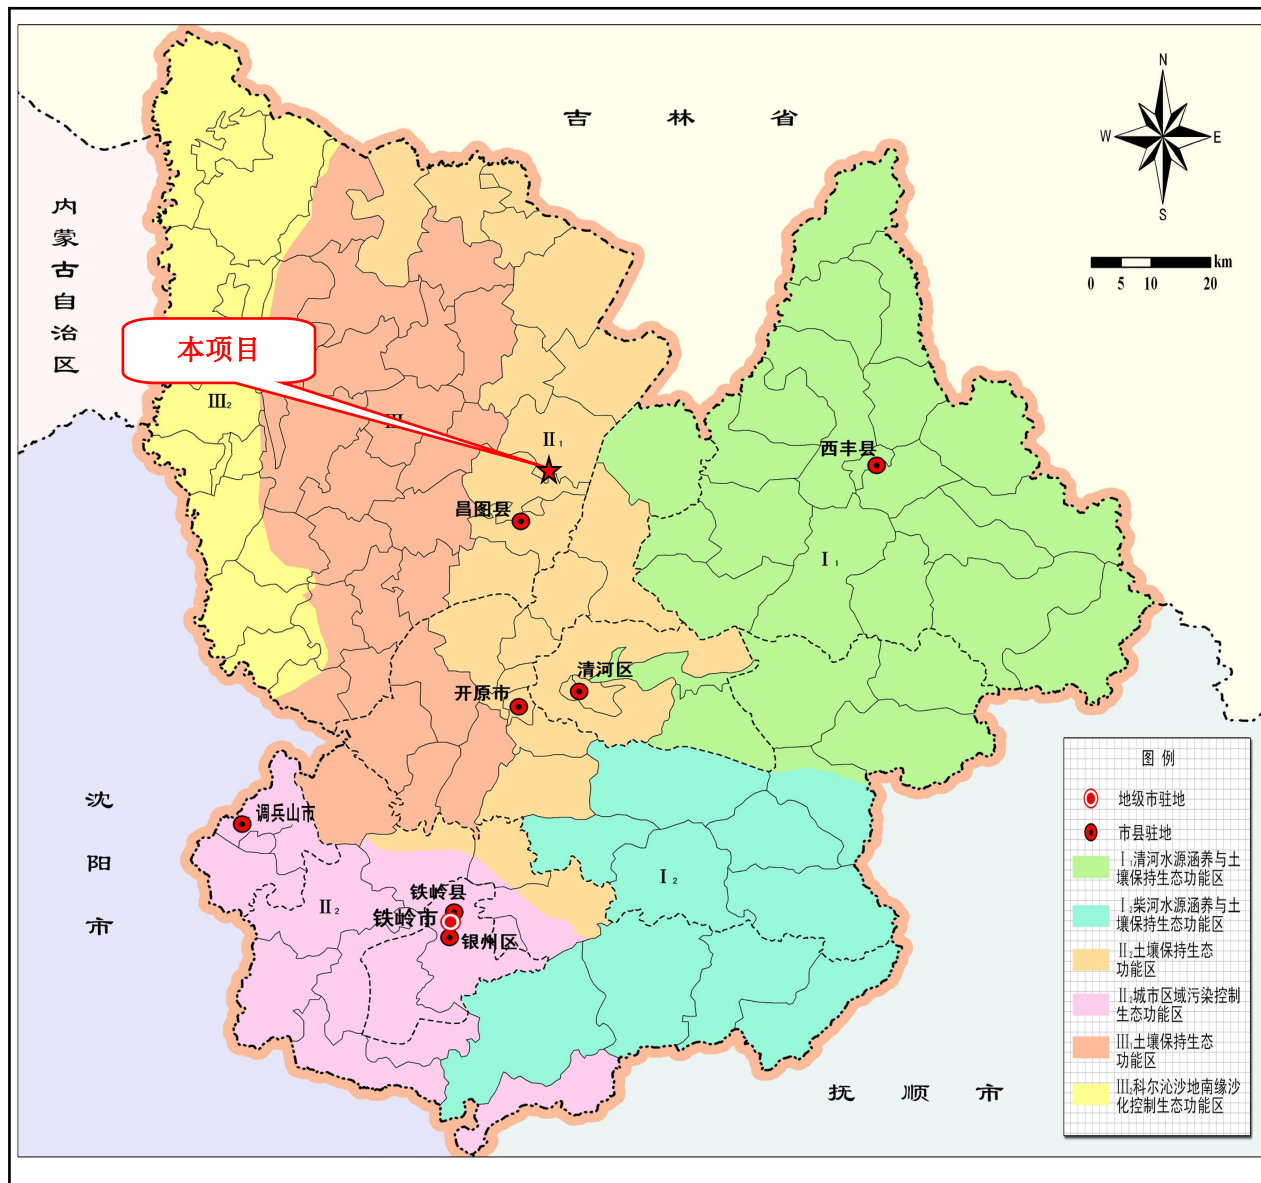 吉林省
N
W
E
S
km
0 5 10 20
内蒙古自治区
本项目
III₂
III
II₁
西丰县
昌图县
I₁
清河区
开原市
沈阳市
调兵山市
I₂
铁岭县
II₂
铁岭市
银州区
抚顺市
图例
地级市驻地
市县驻地
I₁清河水源涵养与土
壤保持生态功能区
I₂柴河水源涵养与土
壤保持生态功能区
II₂土壤保持生态
功能区
II₂城市区域污染控制
生态功能区
III₁土壤保持生态
功能区
III₂科尔沁沙地南缘沙
化控制生态功能区